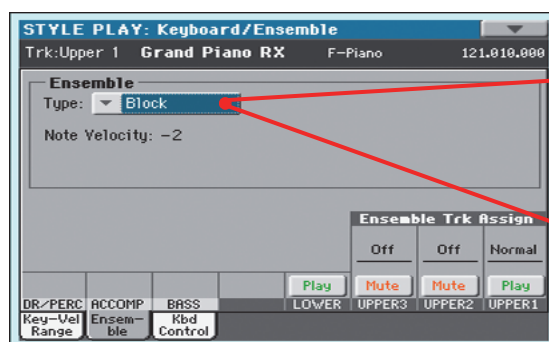 STYLE PLAY: Keyboard/Ensemble
Trk:Upper 1 Grand Piano RX F-Piano 121.010.000
Ensemble
Type: Block
Note Velocity: -2
Ensemble Trk Assign
Off Off Normal
Play Mute Mute Play
DR/PERC ACCOMP BASS LOWER UPPER3 UPPER2 UPPER1
Key-Vel Ensem- Kbd
Range ble Control